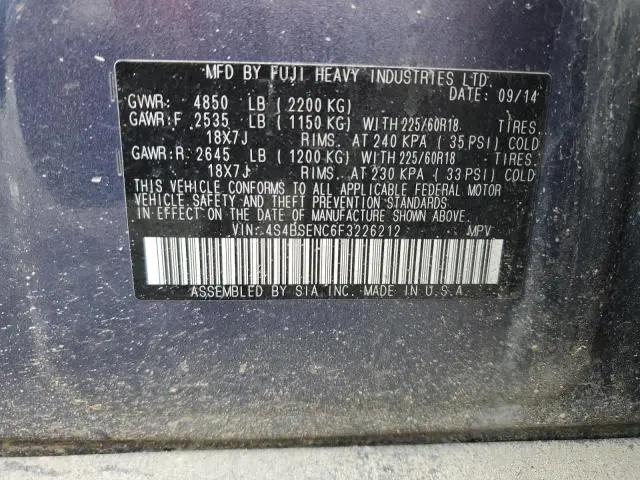 MFD BY FUJI HEAVY INDUSTRIES LTD.
DATE: 09/14
GVWR: 4850 LB (2200 KG)
GAWR:F 2535 LB (1150 KG) WITH 225/60R18 TIRES,
18X7J RIMS, AT 240 KPA (35 PSI) COLD
GAWR:R 2645 LB (1200 KG) WITH 225/60R18 TIRES,
18X7J RIMS, AT 230 KPA (33 PSI) COLD
THIS VEHICLE CONFORMS TO ALL APPLICABLE FEDERAL MOTOR
VEHICLE SAFETY AND THEFT PREVENTION STANDARDS
IN EFFECT ON THE DATE OF MANUFACTURE SHOWN ABOVE.
VIN: 4S4BSENC6F3226212 MPV
ASSEMBLED BY SIA INC. MADE IN U.S.A.